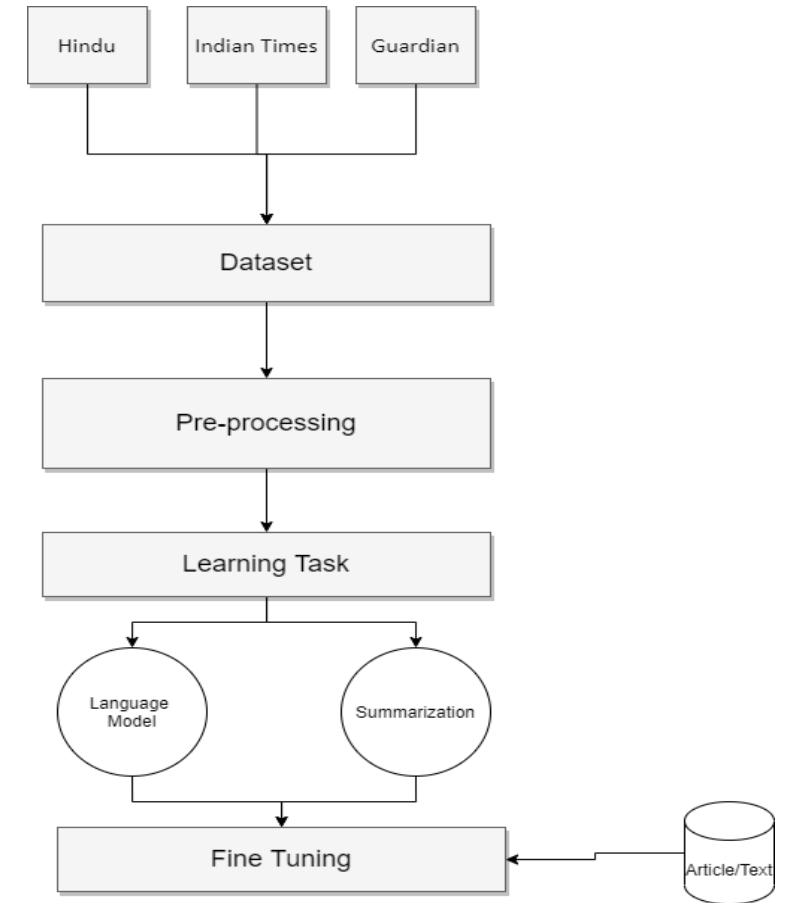 Hindu
Indian Times
Guardian
Dataset
Pre-processing
Learning Task
Language
Model
Summarization
Fine Tuning
Article/Text